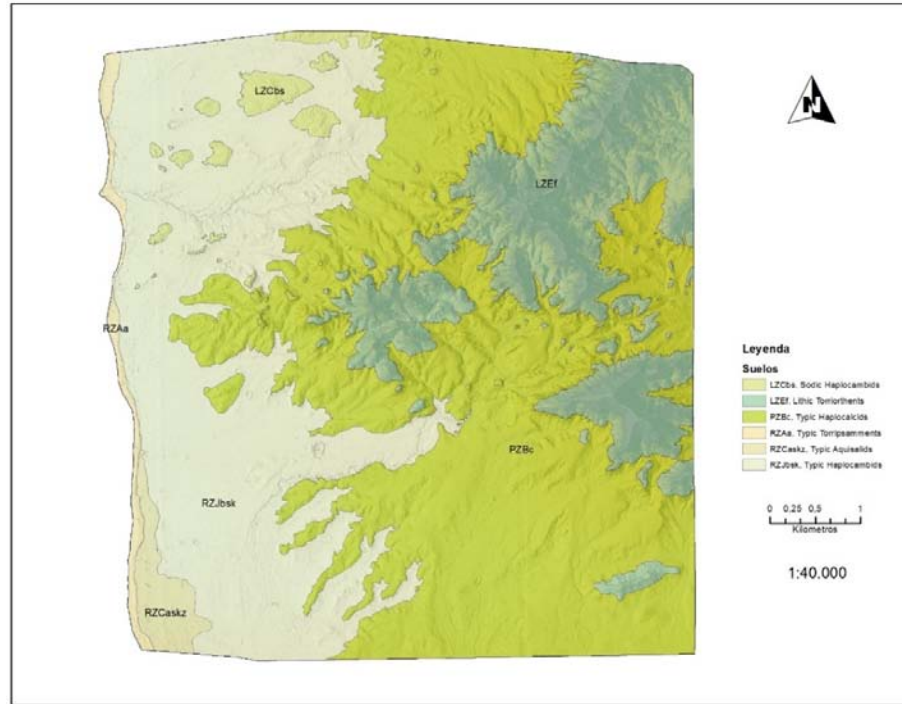 LZCbs
N
LZEf
RZAa
Leyenda
Suelos
LZCbs, Sodic Haplocambids
LZEf, Lithic Torriorthents
PZBc, Typic Haplocalcids
RZAa, Typic Torripsamments
RZCaskz, Typic Aquisalids
RZJbsk, Typic Haplocambids
PZBc
RZJbsk
0 0,25 0,5 1
Kilometros
1:40.000
RZCaskz